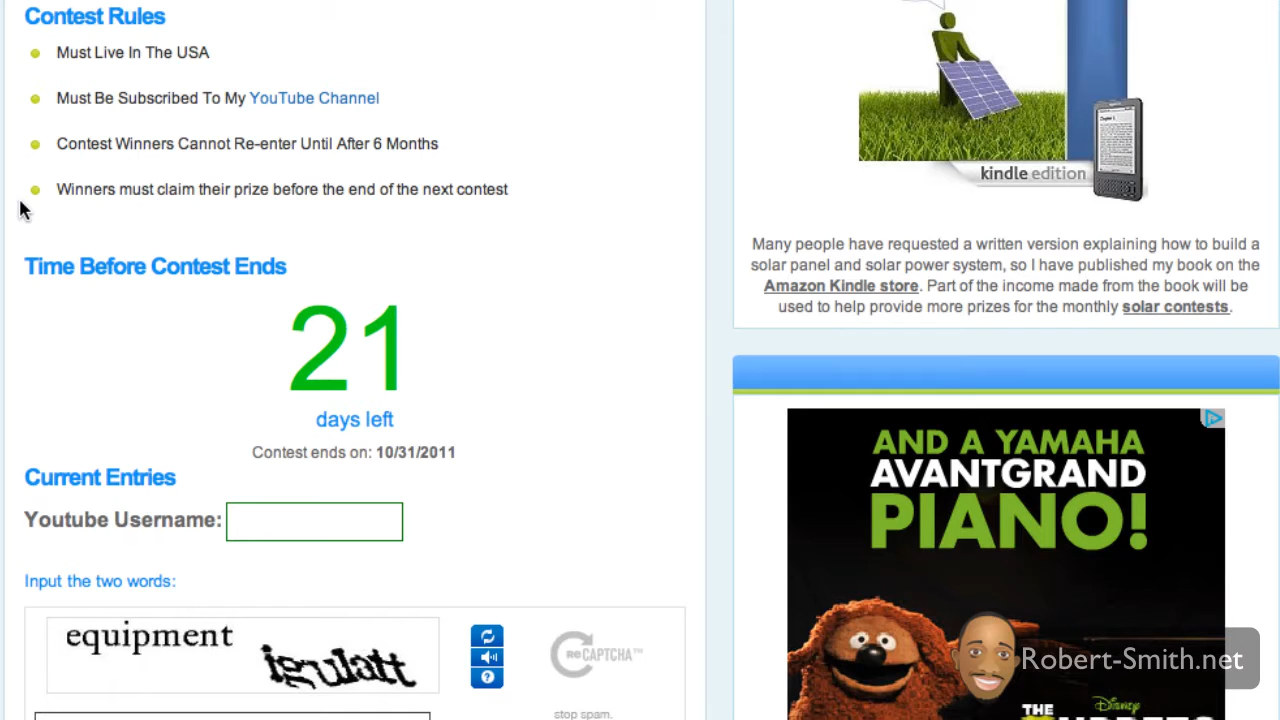 Contest Rules
Must Live In The USA
Must Be Subscribed To My YouTube Channel
Contest Winners Cannot Re-enter Until After 6 Months
Winners must claim their prize before the end of the next contest
Time Before Contest Ends
21
days left
Contest ends on: 10/31/2011
Current Entries
Youtube Username:
Input the two words:
equipment
igulatt
reCAPTCHA™
stop spam.
kindle edition
Many people have requested a written version explaining how to build a
solar panel and solar power system, so I have published my book on the
Amazon Kindle store. Part of the income made from the book will be
used to help provide more prizes for the monthly solar contests.
AND A YAMAHA
AVANTGRAND
PIANO!
Robert-Smith.net
Disney
THE